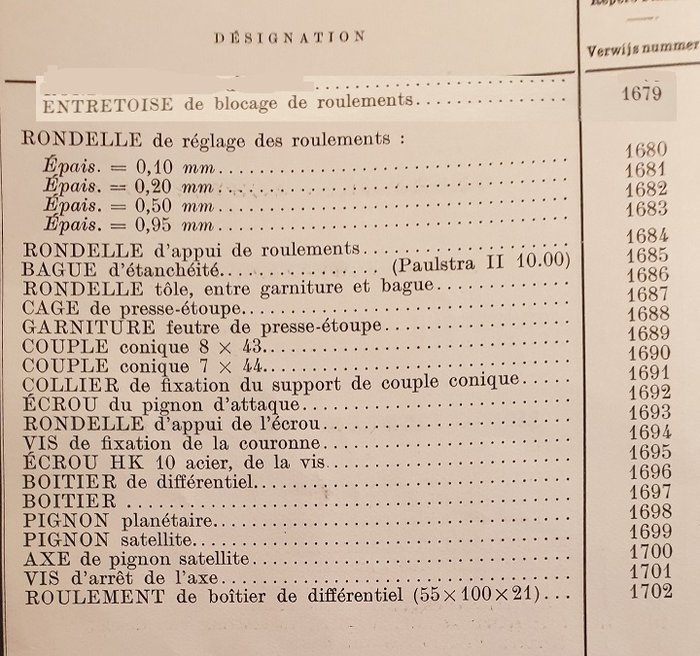 DÉSIGNATION
Verwijsnummer
ENTRETOISE de blocage de roulements................ 1679
RONDELLE de réglage des roulements :
Épais. = 0,10 mm................................ 1680
Épais. = 0,20 mm................................ 1681
Épais. = 0,50 mm................................ 1682
Épais. = 0,95 mm................................ 1683
RONDELLE d'appui de roulements..................... 1684
BAGUE d'étanchéité................ (Paulstra II 10.00) 1685
RONDELLE tôle, entre garniture et bague.............. 1686
CAGE de presse-étoupe................................ 1687
GARNITURE feutre de presse-étoupe................... 1688
COUPLE conique 8 × 43............................... 1689
COUPLE conique 7 × 44............................... 1690
COLLIER de fixation du support de couple conique..... 1691
ÉCROU du pignon d'attaque........................... 1692
RONDELLE d'appui de l'écrou......................... 1693
VIS de fixation de la couronne....................... 1694
ÉCROU HK 10 acier, de la vis........................ 1695
BOITIER de différentiel.............................. 1696
BOITIER ............................................ 1697
PIGNON planétaire................................... 1698
PIGNON satellite..................................... 1699
AXE de pignon satellite.............................. 1700
VIS d'arrêt de l'axe................................. 1701
ROULEMENT de boîtier de différentiel (55×100×21)... 1702